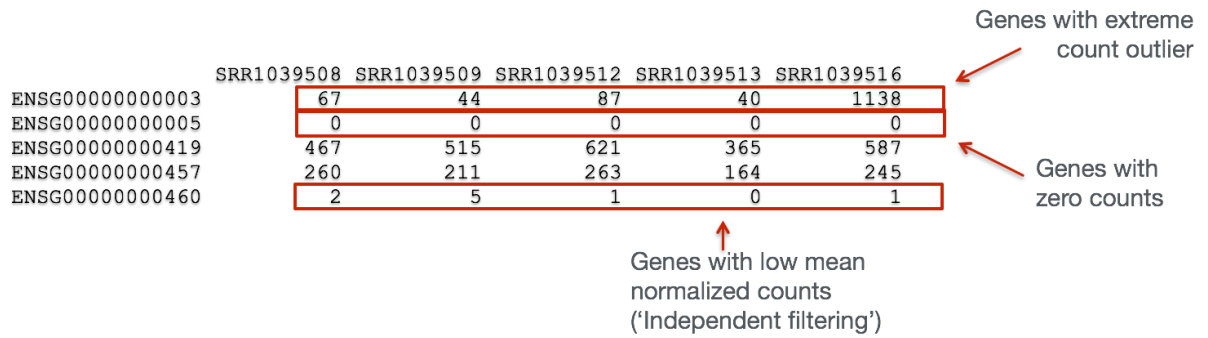 Genes with extreme
count outlier
SRR1039508 SRR1039509 SRR1039512 SRR1039513 SRR1039516
ENSG00000000003 67 44 87 40 1138
ENSG00000000005 0 0 0 0 0
ENSG00000000419 467 515 621 365 587
ENSG00000000457 260 211 263 164 245
ENSG00000000460 2 5 1 0 1
Genes with
zero counts
Genes with low mean
normalized counts
(‘Independent filtering’)